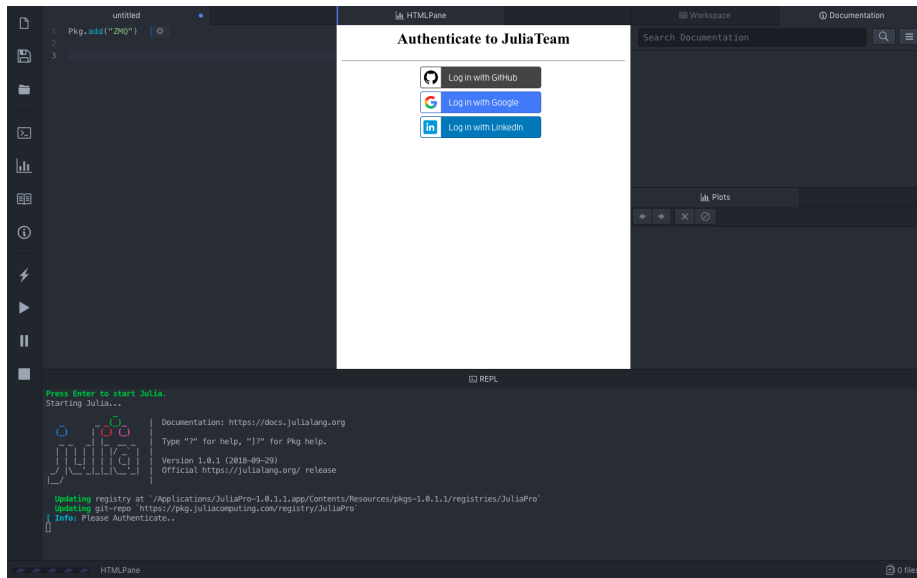 untitled
HTMLPane
Workspace
Documentation
1 Pkg.add("ZMQ")
2
3
Authenticate to JuliaTeam
Log in with GitHub
Log in with Google
in Log in with LinkedIn
Search Documentation
Plots
REPL
Press Enter to start Julia.
Starting Julia...
Documentation: https://docs.julialang.org
Type "?" for help, "]?" for Pkg help.
Version 1.0.1 (2018-09-29)
Official https://julialang.org/ release
Updating registry at `/Applications/JuliaPro-1.0.1.1.app/Contents/Resources/pkgs-1.0.1.1/registries/JuliaPro`
Updating git-repo `https://pkg.juliacomputing.com/registry/JuliaPro`
[ Info: Please Authenticate..
HTMLPane
0 files